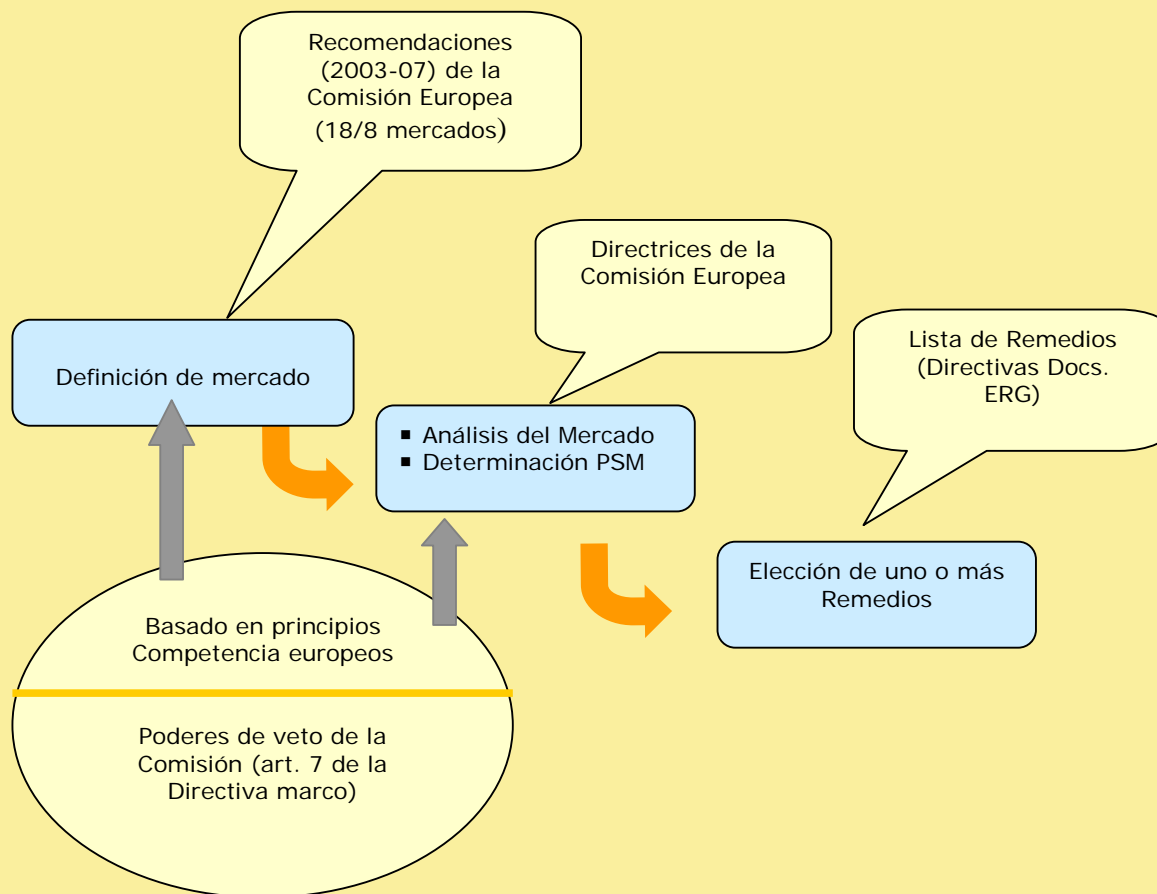 Recomendaciones
(2003-07) de la
Comisión Europea
(18/8 mercados)
Directrices de la
Comisión Europea
Lista de Remedios
(Directivas Docs.
ERG)
Definición de mercado
▪ Análisis del Mercado
▪ Determinación PSM
Elección de uno o más
Remedios
Basado en principios
Competencia europeos
Poderes de veto de la
Comisión (art. 7 de la
Directiva marco)